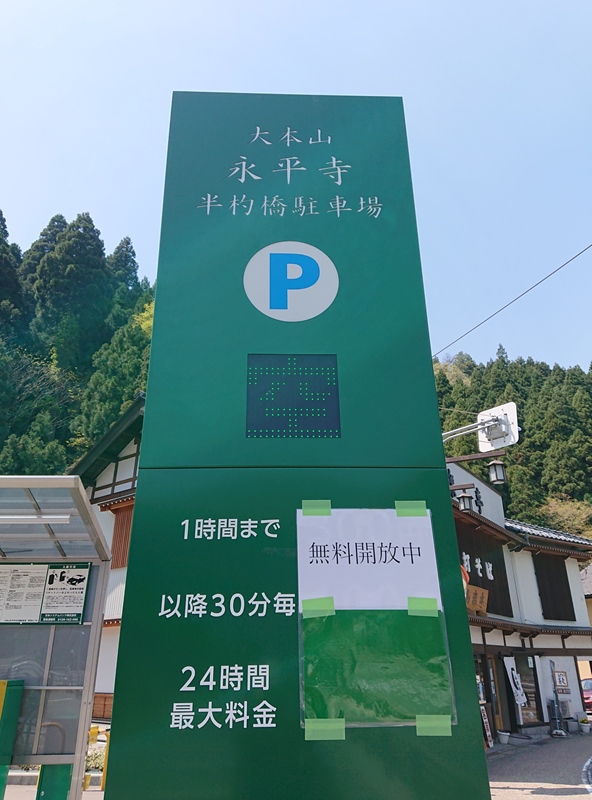 大本山
永平寺
半杓橋駐車場
P
空
1時間まで
無料開放中
以降30分毎
24時間
最大料金